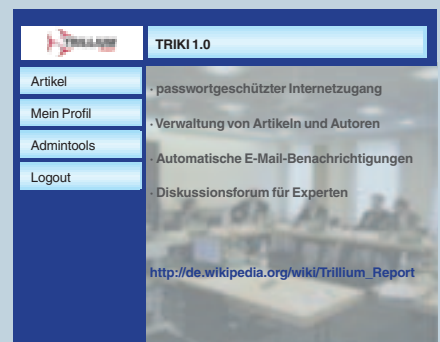 TRILLIUM
TRIKI 1.0
Artikel
Mein Profil
Admintools
Logout
· passwortgeschützter Internetzugang
· Verwaltung von Artikeln und Autoren
· Automatische E-Mail-Benachrichtigungen
· Diskussionsforum für Experten
http://de.wikipedia.org/wiki/Trillium_Report